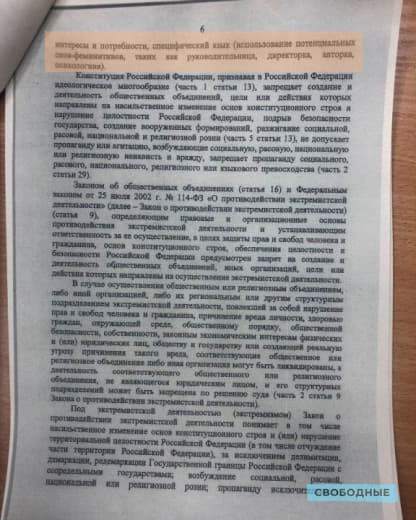 6
интересы и потребности, специфический язык (использование потенциальных
слов-феминитивов, таких как руководительница, директорка, авторка,
психологиня).
Конституция Российской Федерации, признавая в Российской Федерации
идеологическое многообразие (часть 1 статьи 13), запрещает создание и
деятельность общественных объединений, цели или действия которых
направлены на насильственное изменение основ конституционного строя и
нарушение целостности Российской Федерации, подрыв безопасности
государства, создание вооруженных формирований, разжигание социальной,
расовой, национальной и религиозной розни (часть 5 статьи 13), не допускает
пропаганду или агитацию, возбуждающие социальную, расовую, национальную
или религиозную ненависть и вражду, запрещает пропаганду социального,
расового, национального, религиозного или языкового превосходства (часть 2
статьи 29).
Законом об общественных объединениях (статья 16) и Федеральным
законом от 25 июля 2002 г. № 114-ФЗ «О противодействии экстремистской
деятельности» (далее – Закон о противодействии экстремистской деятельности)
(статья 9), определяющим правовые и организационные основы
противодействия экстремистской деятельности и устанавливающим
ответственность за ее осуществление, в целях защиты прав и свобод человека и
гражданина, основ конституционного строя, обеспечения целостности и
безопасности Российской Федерации предусмотрен запрет на создание и
деятельность общественных объединений, иных организаций, цели или
действия которых направлены на осуществление экстремистской деятельности.
В случае осуществления общественным или религиозным объединением,
либо иной организацией, либо их региональным или другим структурным
подразделением экстремистской деятельности, повлекшей за собой нарушение
прав и свобод человека и гражданина, причинение вреда личности, здоровью
граждан, окружающей среде, общественному порядку, общественной
безопасности, собственности, законным экономическим интересам физических
и (или) юридических лиц, обществу и государству или создающей реальную
угрозу причинения такого вреда, соответствующие общественное или
религиозное объединение либо иная организация могут быть ликвидированы, а
деятельность соответствующего общественного или религиозного
объединения, не являющегося юридическим лицом, и его структурных
подразделений может быть запрещена по решению суда (часть 2 статьи 9
Закона о противодействии экстремистской деятельности).
Под экстремистской деятельностью (экстремизмом) Закон о
противодействии экстремистской деятельности понимает в том числе
насильственное изменение основ конституционного строя и (или) нарушение
территориальной целостности Российской Федерации (в том числе отчуждение
части территории Российской Федерации), за исключением делимитации,
демаркации, редемаркации Государственной границы Российской Федерации с
сопредельными государствами; возбуждение социальной, расовой,
национальной или религиозной розни; пропаганду
СВОБОДНЫЕ